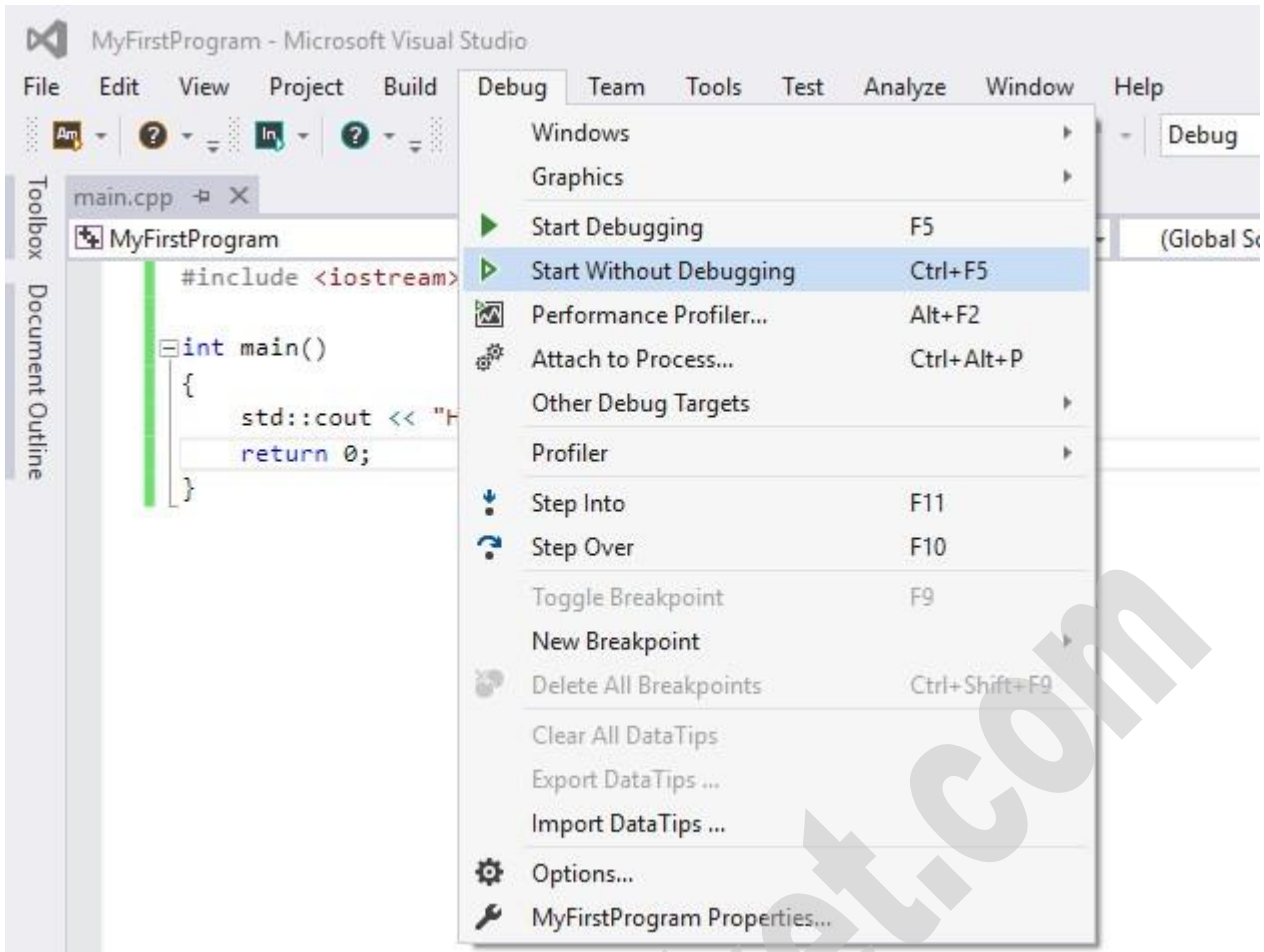 MyFirstProgram - Microsoft Visual Studio
File Edit View Project Build Debug Team Tools Test Analyze Window Help
Debug
Toolbox
Document Outline
main.cpp
MyFirstProgram
(Global
#include <iostream>
int main()
{
std::cout << "H
return 0;
}
Windows
Graphics
Start Debugging F5
Start Without Debugging Ctrl+F5
Performance Profiler... Alt+F2
Attach to Process... Ctrl+Alt+P
Other Debug Targets
Profiler
Step Into F11
Step Over F10
Toggle Breakpoint F9
New Breakpoint
Delete All Breakpoints Ctrl+Shift+F9
Clear All DataTips
Export DataTips ...
Import DataTips ...
Options...
MyFirstProgram Properties...
et.com